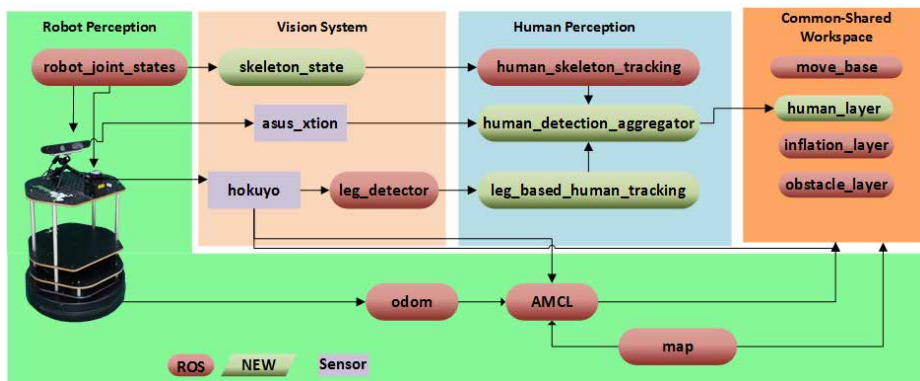 Robot Perception
Vision System
Human Perception
Common-Shared
Workspace
robot_joint_states
skeleton_state
human_skeleton_tracking
move_base
asus_xtion
human_detection_aggregator
human_layer
inflation_layer
hokuyo
leg_detector
leg_based_human_tracking
obstacle_layer
odom
AMCL
map
ROS
NEW
Sensor